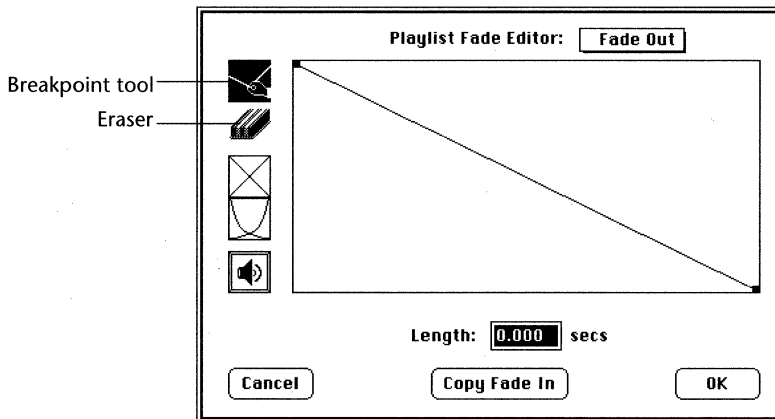 Playlist Fade Editor: Fade Out
Breakpoint tool
Eraser
Length: 0.000 secs
Cancel
Copy Fade In
OK